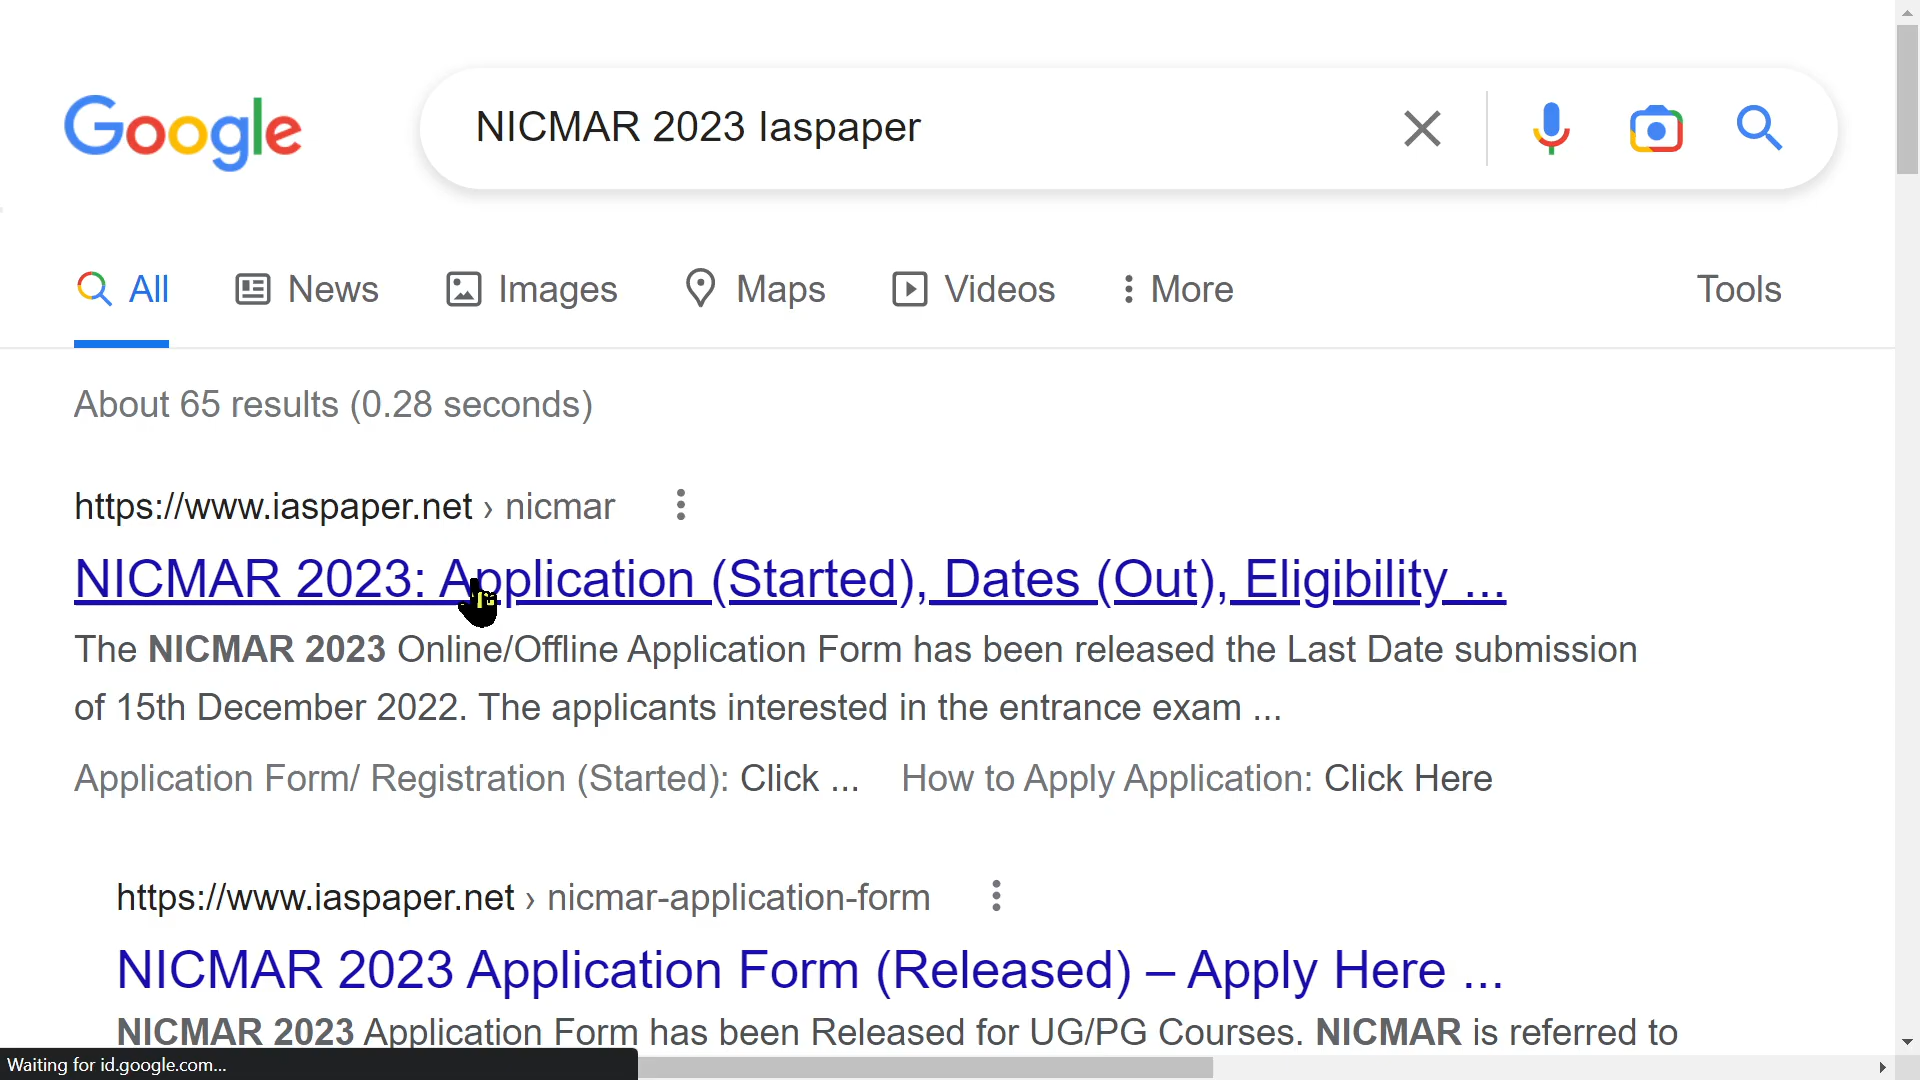 Google
NICMAR 2023 Iaspaper
All News Images Maps Videos More Tools
About 65 results (0.28 seconds)
https://www.iaspaper.net › nicmar
NICMAR 2023: Application (Started), Dates (Out), Eligibility ...
The NICMAR 2023 Online/Offline Application Form has been released the Last Date submission
of 15th December 2022. The applicants interested in the entrance exam ...
Application Form/ Registration (Started): Click ... How to Apply Application: Click Here
https://www.iaspaper.net › nicmar-application-form
NICMAR 2023 Application Form (Released) – Apply Here ...
NICMAR 2023 Application Form has been Released for UG/PG Courses. NICMAR is referred to
Waiting for id.google.com...